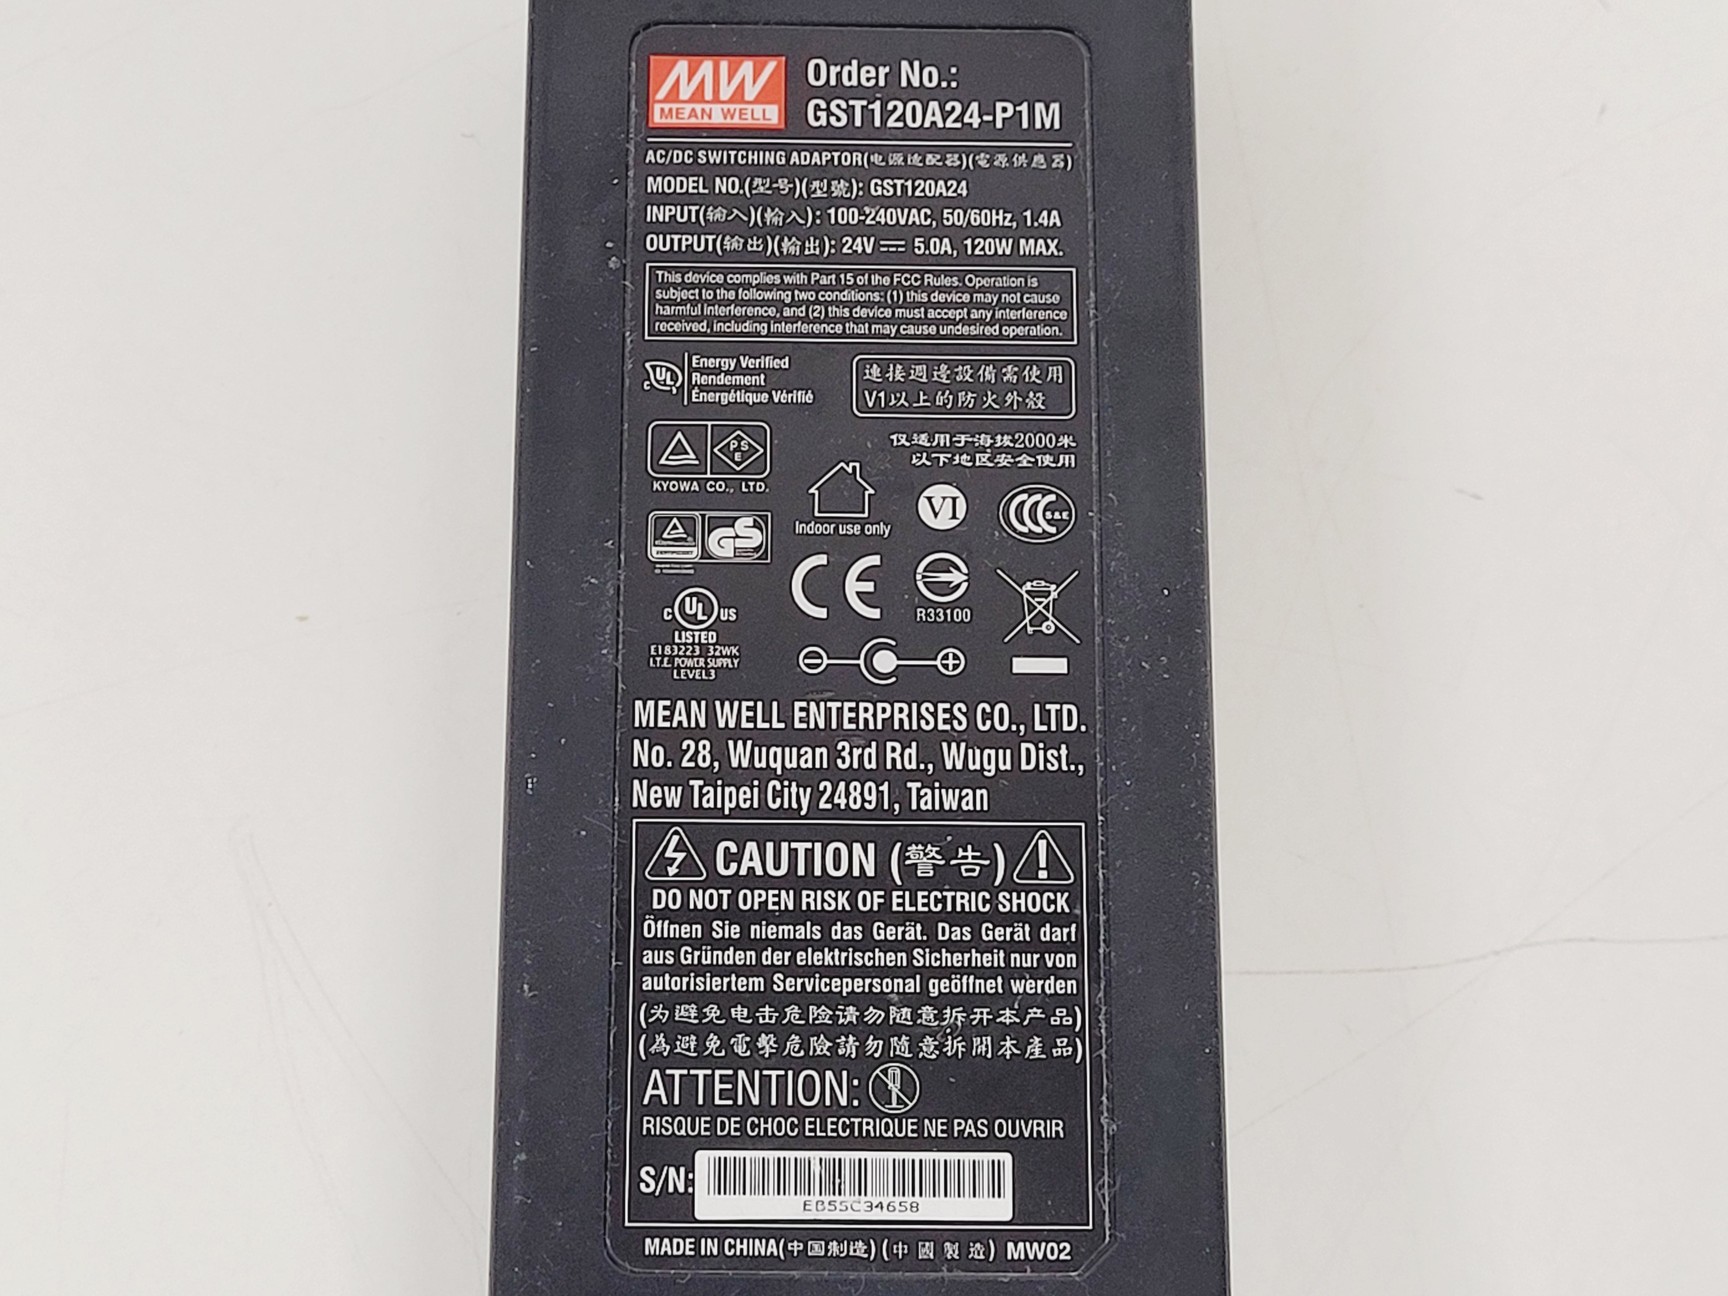 MW
MEAN WELL
Order No.:
GST120A24-P1M
AC/DC SWITCHING ADAPTOR(电源适配器)(電源供應器)
MODEL NO.(型号)(型號): GST120A24
INPUT(输入)(輸入): 100-240VAC, 50/60Hz, 1.4A
OUTPUT(输出)(輸出): 24V 5.0A, 120W MAX.
This device complies with Part 15 of the FCC Rules. Operation is
subject to the following two conditions: (1) this device may not cause
harmful Interference, and (2) this device must accept any interference
received, including interference that may cause undesired operation.
c UL
Energy Verified
Rendement
Énergétique Vérifié
連接週邊設備需使用
V1以上的防火外殼
PS
E
KYOWA CO., LTD.
仅适用于海拔2000米
以下地区安全使用
Indoor use only
VI
CCC S&E
GS
CE
R33100
C UL US
LISTED
E183223 32WK
I.T.E. POWER SUPPLY
LEVEL3
MEAN WELL ENTERPRISES CO., LTD.
No. 28, Wuquan 3rd Rd., Wugu Dist.,
New Taipei City 24891, Taiwan
CAUTION (警告)
DO NOT OPEN RISK OF ELECTRIC SHOCK
Öffnen Sie niemals das Gerät. Das Gerät darf
aus Gründen der elektrischen Sicherheit nur von
autorisiertem Servicepersonal geöffnet werden
(为避免电击危险请勿随意拆开本产品)
(為避免電擊危險請勿隨意拆開本產品)
ATTENTION:
RISQUE DE CHOC ELECTRIQUE NE PAS OUVRIR
S/N:
EB55C34658
MADE IN CHINA(中国制造)(中國製造) MW02